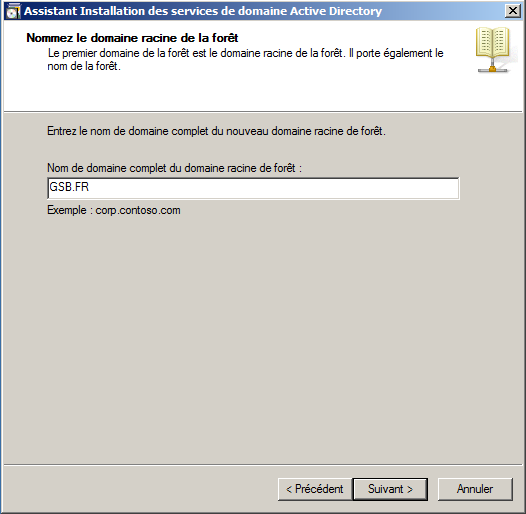 Assistant Installation des services de domaine Active Directory
Nommez le domaine racine de la forêt
Le premier domaine de la forêt est le domaine racine de la forêt. Il porte également le
nom de la forêt.
Entrez le nom de domaine complet du nouveau domaine racine de forêt.
Nom de domaine complet du domaine racine de forêt :
GSB.FR
Exemple : corp.contoso.com
< Précédent Suivant > Annuler